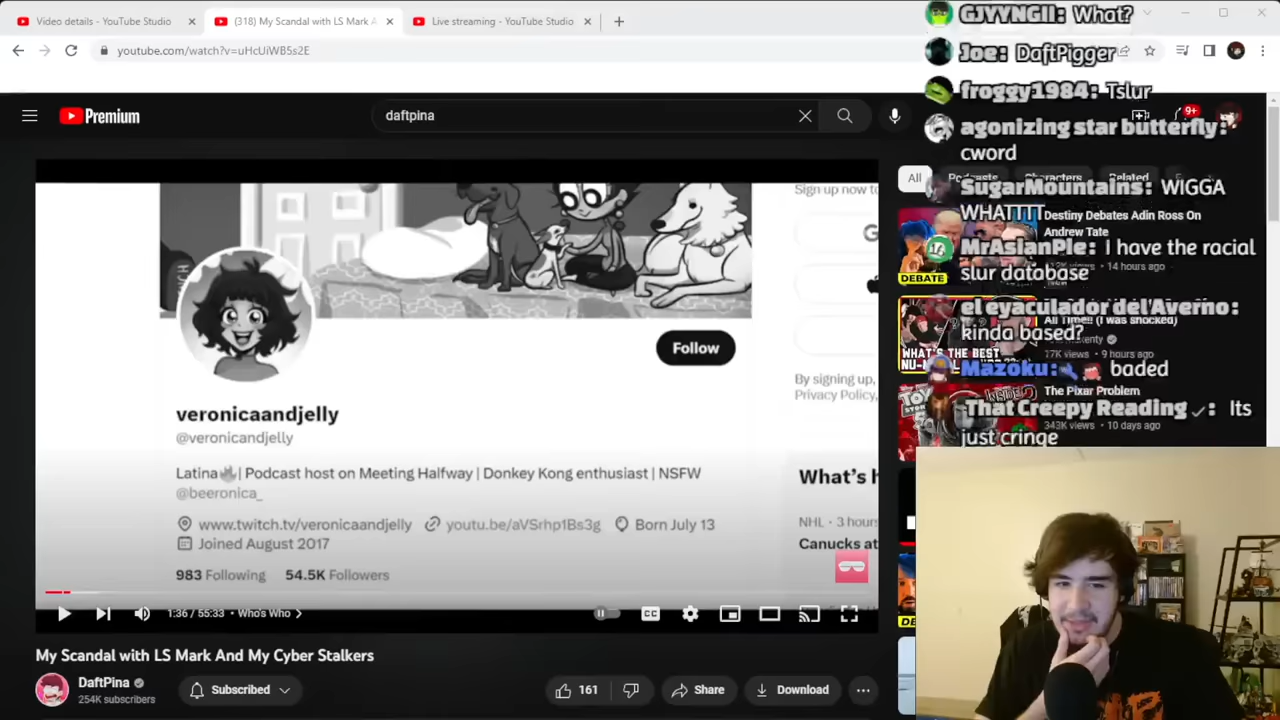 Video details - YouTube Studio
(318) My Scandal with LS Mark A
Live streaming - YouTube Studio
youtube.com/watch?v=uHcUiWB5s2E
Premium
daftpina
9+
Sign up now to
Follow
By signing up,
Privacy Policy,
veronicaandjelly
@veronicandjelly
Latina🔥| Podcast host on Meeting Halfway | Donkey Kong enthusiast | NSFW
@beeronica_
www.twitch.tv/veronicaandjelly youtu.be/aVSrhp1Bs3g Born July 13
Joined August 2017
983 Following 54.5K Followers
What's h
NHL · 3 hours
Canucks at
1:36 / 55:33 • Who's Who
CC
My Scandal with LS Mark And My Cyber Stalkers
DaftPina
254K subscribers
Subscribed
161
Share
Download
GJYYNGII: What?
Joe: DaftPigger
froggy1984: Tslur
agonizing star butterfly:
cword
All Podcasts Characters Related
SugarMountains: WIGGA
WHATTTT
Destiny Debates Adin Ross On
Andrew Tate
DEBATE
14 hours ago
MrAsianPie: I have the racial
slur database
el eyaculador del'Averno:
kinda based?
All Time!! (I was shocked)
WHAT'S THE BEST
NU-
77K views • 9 hours ago
Mazoku: baded
The Pixar Problem
343K views • 10 days ago
That Creepy Reading: Its
just cringe